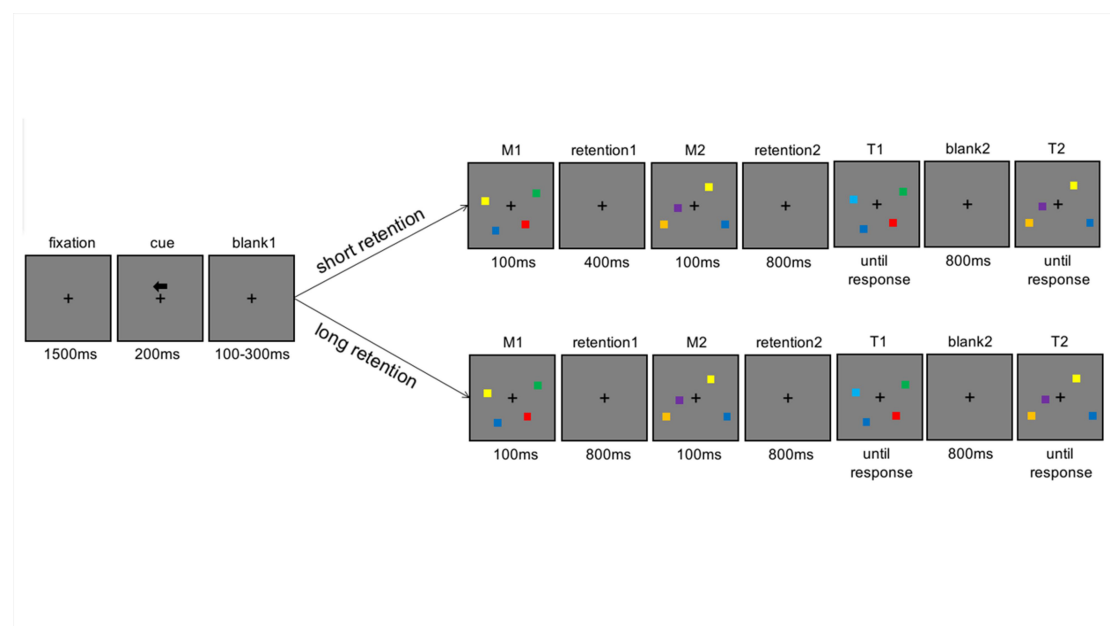 fixation cue blank1
1500ms 200ms 100-300ms
short retention
M1 retention1 M2 retention2 T1 blank2 T2
100ms 400ms 100ms 800ms until response 800ms until response
long retention
M1 retention1 M2 retention2 T1 blank2 T2
100ms 800ms 100ms 800ms until response 800ms until response